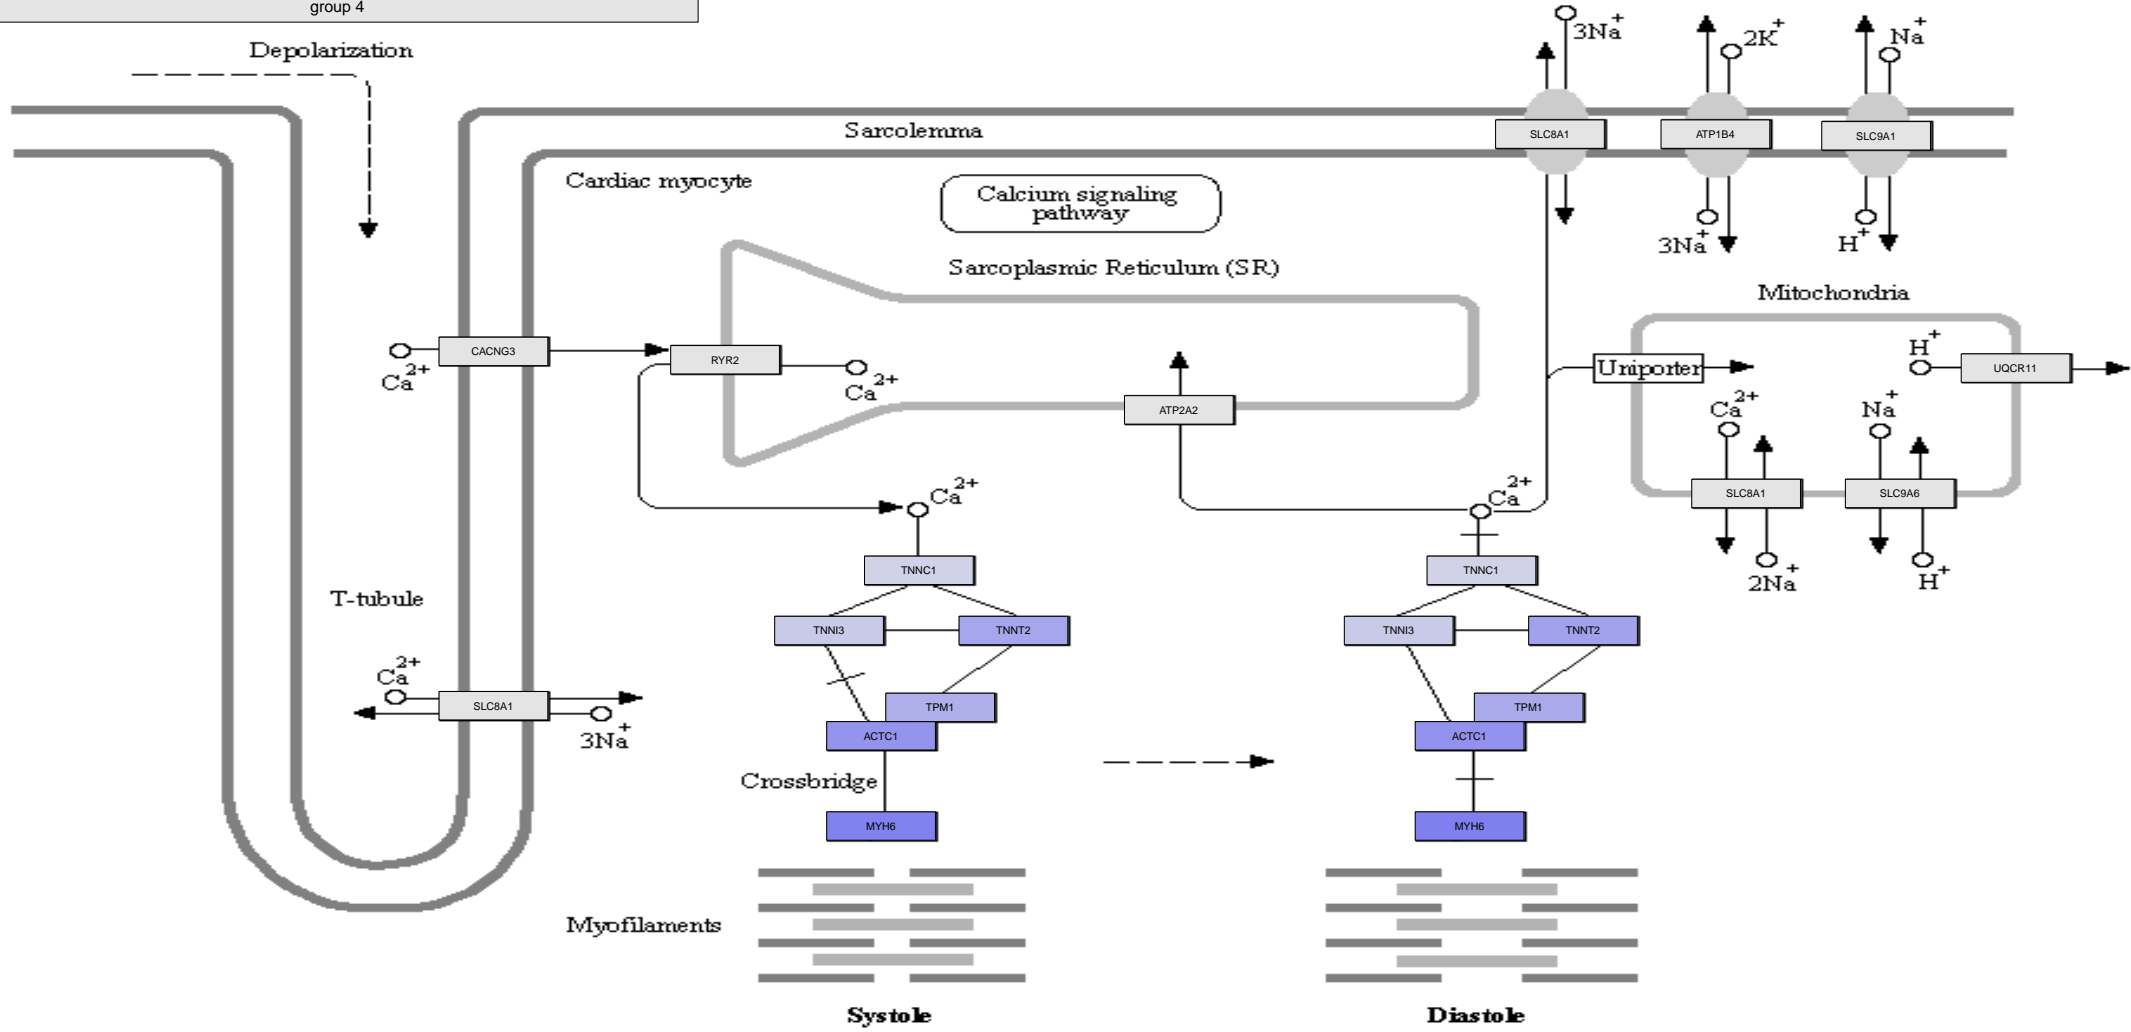 group 4
Depolarization
3Na+
2K+
Na+
Sarcolemma
SLC8A1
ATP1B4
SLC9A1
Cardiac myocyte
Calcium signaling
pathway
3Na+
H+
Sarcoplasmic Reticulum (SR)
Mitochondria
CACNG3
Ca2+
RYR2
Ca2+
ATP2A2
Uniporter
H+
UQCR11
Ca2+
Na+
SLC8A1
SLC9A6
2Na+
H+
Ca2+
Ca2+
TNNC1
TNNC1
T-tubule
TNNI3
TNNT2
TNNI3
TNNT2
Ca2+
SLC8A1
3Na+
TPM1
ACTC1
TPM1
ACTC1
Crossbridge
MYH6
MYH6
Myofilaments
Systole
Diastole